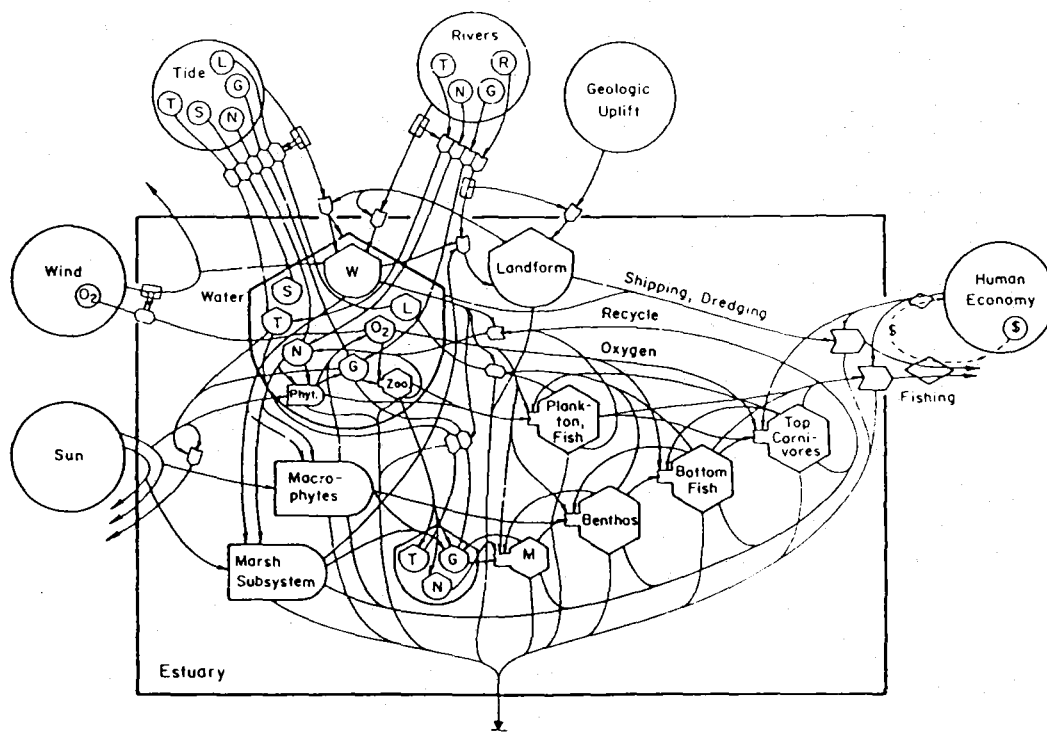 Rivers
L
Tide
G
T
S
N
T
R
N
G
Geologic
Uplift
Wind
O2
W
Landform
Human
Economy
$
Water
S
Shipping, Dredging
L
T
O2
Recycle
$
N
Oxygen
G
Zoo.
Phyt.
Fishing
Plank-
ton,
Fish
Top
Carni-
vores
Sun
Macro-
phytes
Bottom
Fish
Benthos
Marsh
Subsystem
T
G
M
N
Estuary